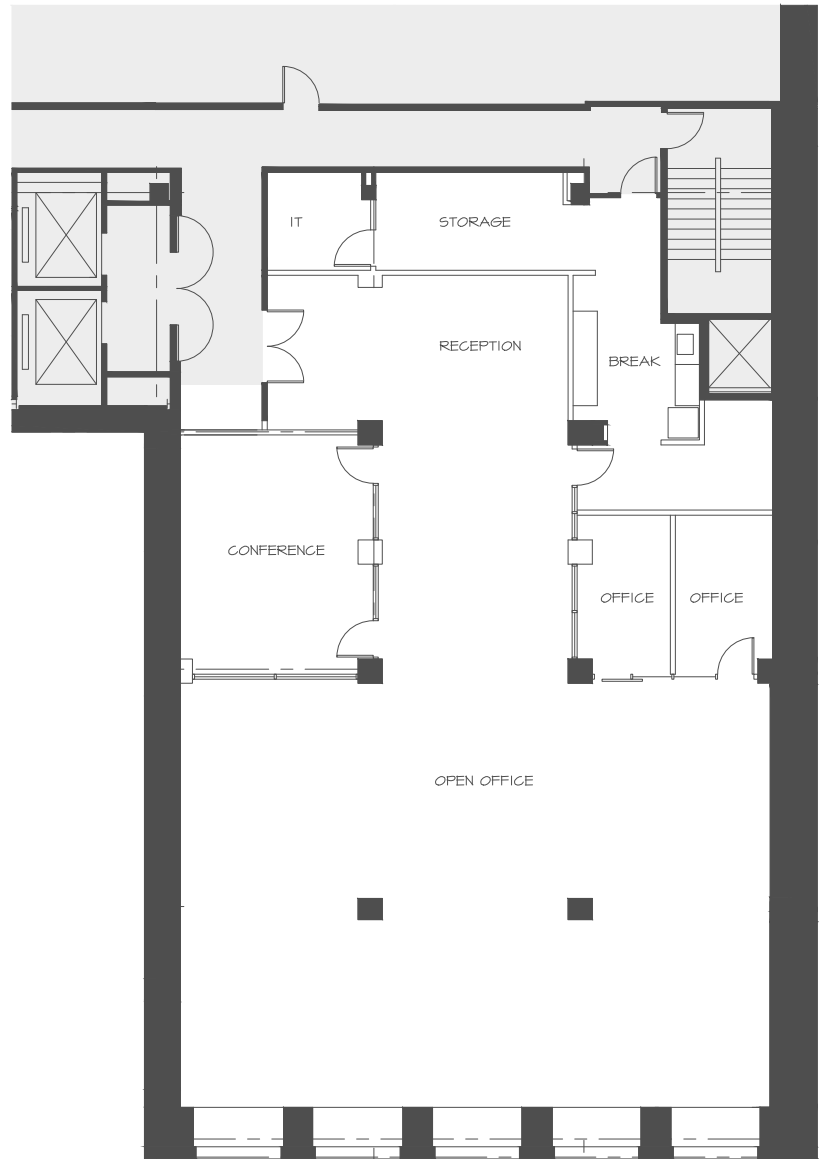 IT
STORAGE
RECEPTION
BREAK
CONFERENCE
OFFICE
OFFICE
OPEN OFFICE